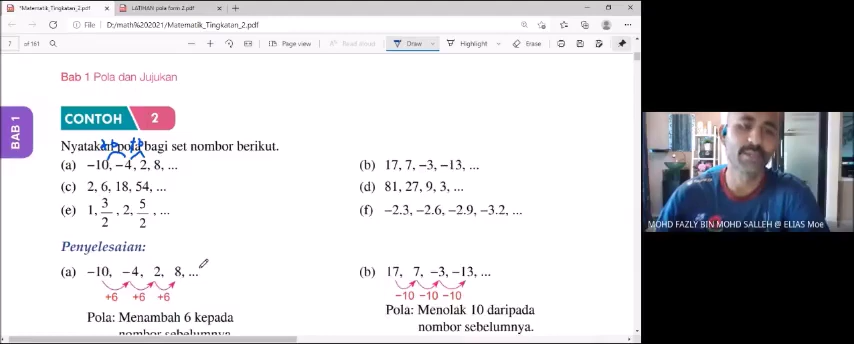 *Matematik_Tingkatan_2.pdf
LATIHAN pola form 2.pdf
File
D:/math%202021/Matematik_Tingkatan_2.pdf
7
of 181
Page view
Read aloud
Draw
Highlight
Erase
Bab 1 Pola dan Jujukan
BAB 1
CONTOH 2
Nyatakan pola bagi set nombor berikut.
(a) −10, −4, 2, 8, ...
(b) 17, 7, −3, −13, ...
(c) 2, 6, 18, 54, ...
(d) 81, 27, 9, 3, ...
(e) 1, 3/2, 2, 5/2, ...
(f) −2.3, −2.6, −2.9, −3.2, ...
Penyelesaian:
(a) −10, −4, 2, 8, ...
+6 +6 +6
Pola: Menambah 6 kepada
nombor sebelumnya
(b) 17, 7, −3, −13, ...
−10 −10 −10
Pola: Menolak 10 daripada
nombor sebelumnya.
MOHD FAZLY BIN MOHD SALLEH @ ELIAS Moe